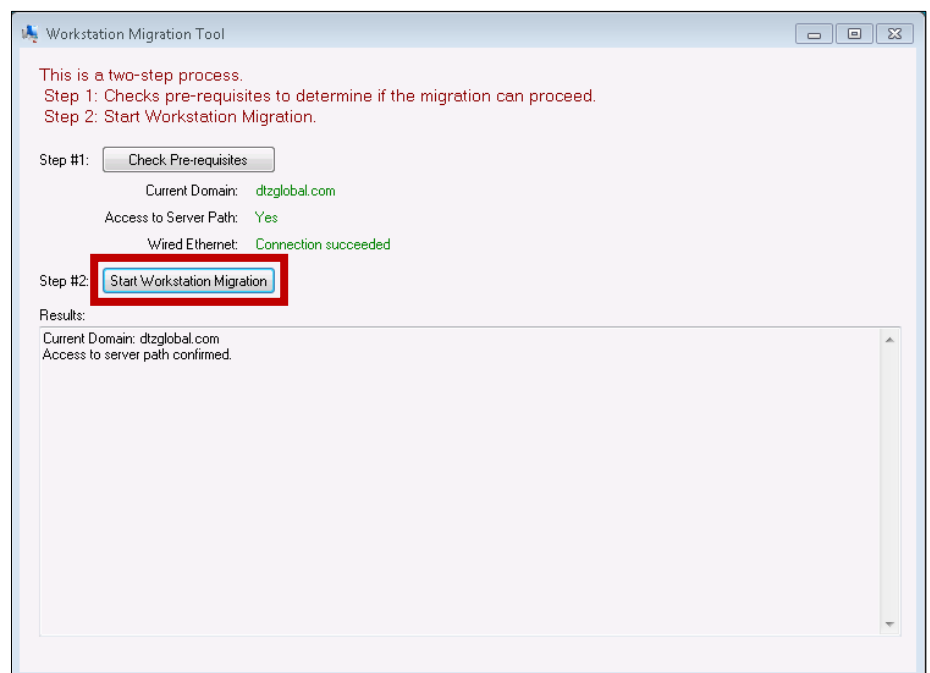 Workstation Migration Tool
This is a two-step process.
Step 1: Checks pre-requisites to determine if the migration can proceed.
Step 2: Start Workstation Migration.
Step #1: Check Pre-requisites
Current Domain: dtzglobal.com
Access to Server Path: Yes
Wired Ethernet: Connection succeeded
Step #2: Start Workstation Migration
Results:
Current Domain: dtzglobal.com
Access to server path confirmed.